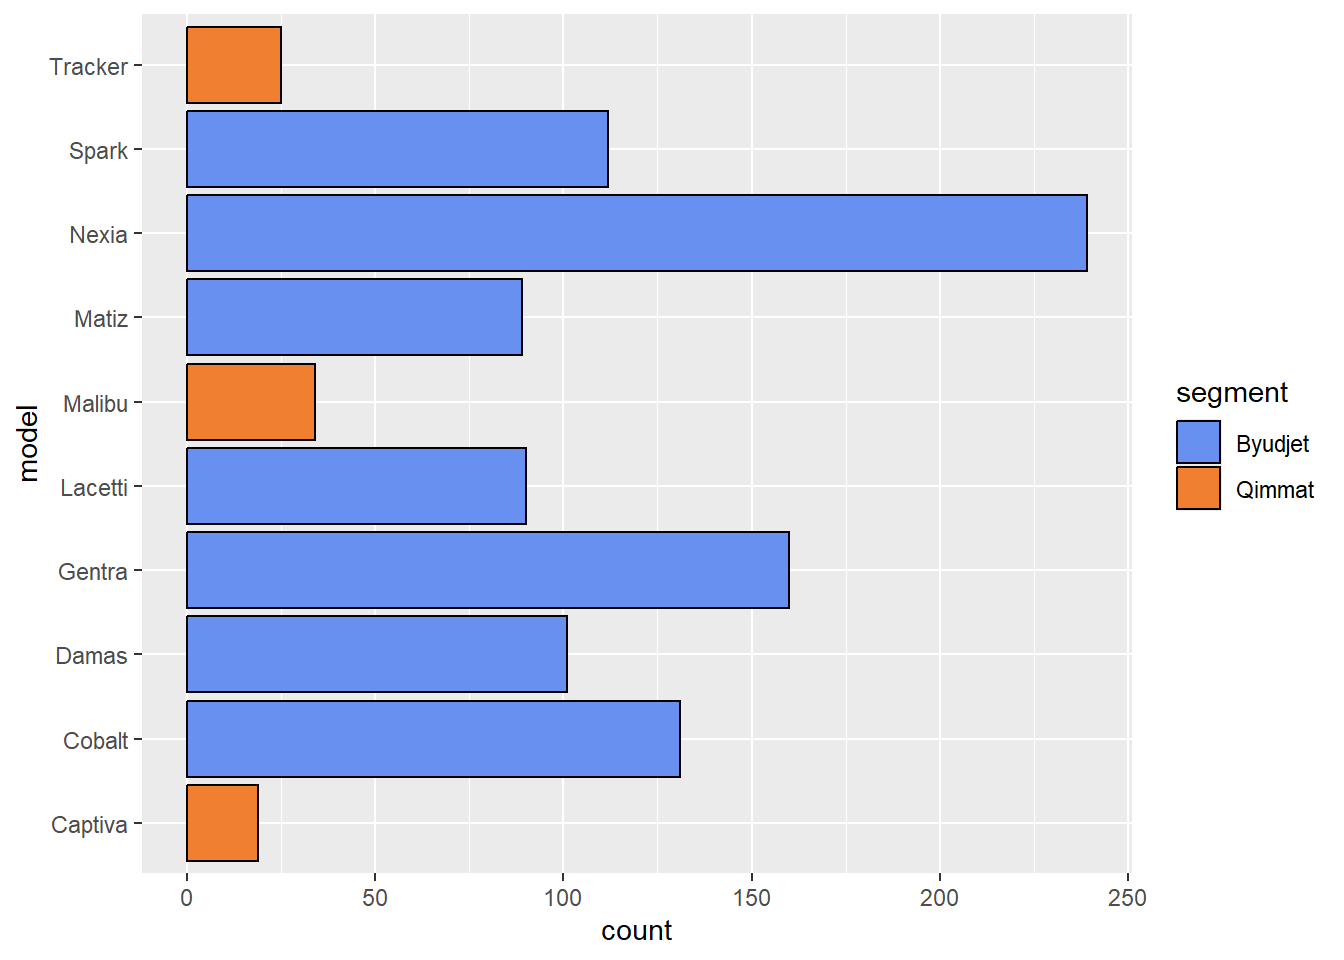 Tracker
Spark
Nexia
Matiz
Malibu
Lacetti
Gentra
Damas
Cobalt
Captiva
model
0 50 100 150 200 250
count
segment
Byudjet
Qimmat